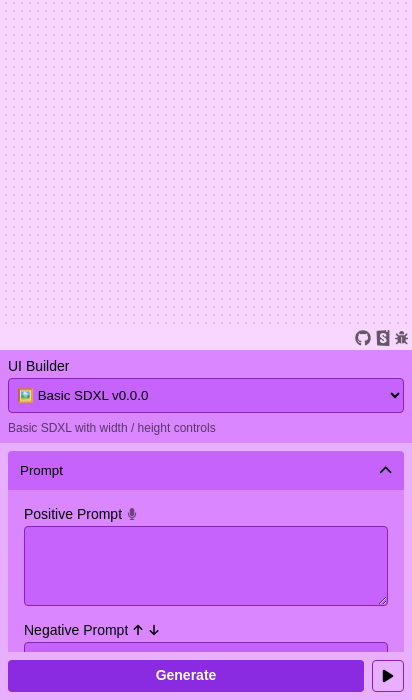 UI Builder
🖼️ Basic SDXL v0.0.0
Basic SDXL with width / height controls
Prompt
Positive Prompt
Negative Prompt
Generate